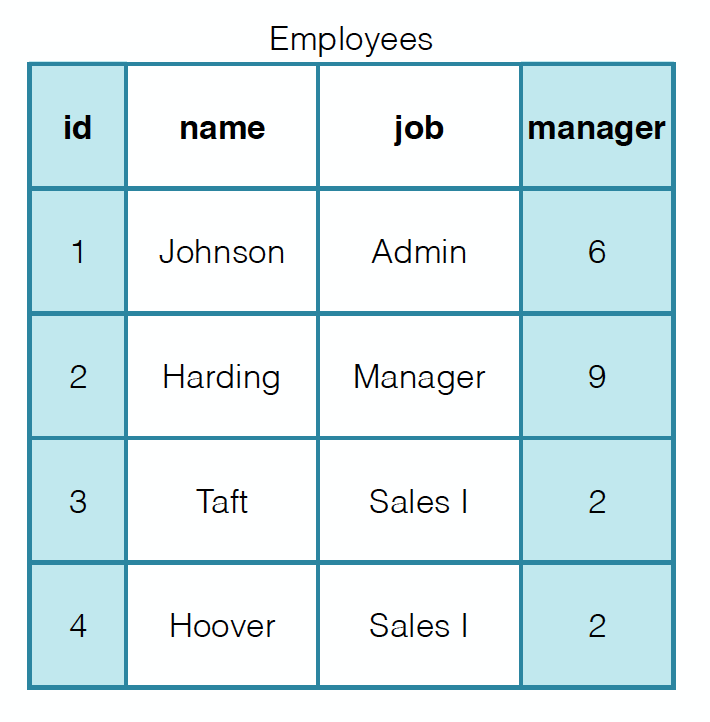 Employees
id name job manager
1 Johnson Admin 6
2 Harding Manager 9
3 Taft Sales I 2
4 Hoover Sales I 2